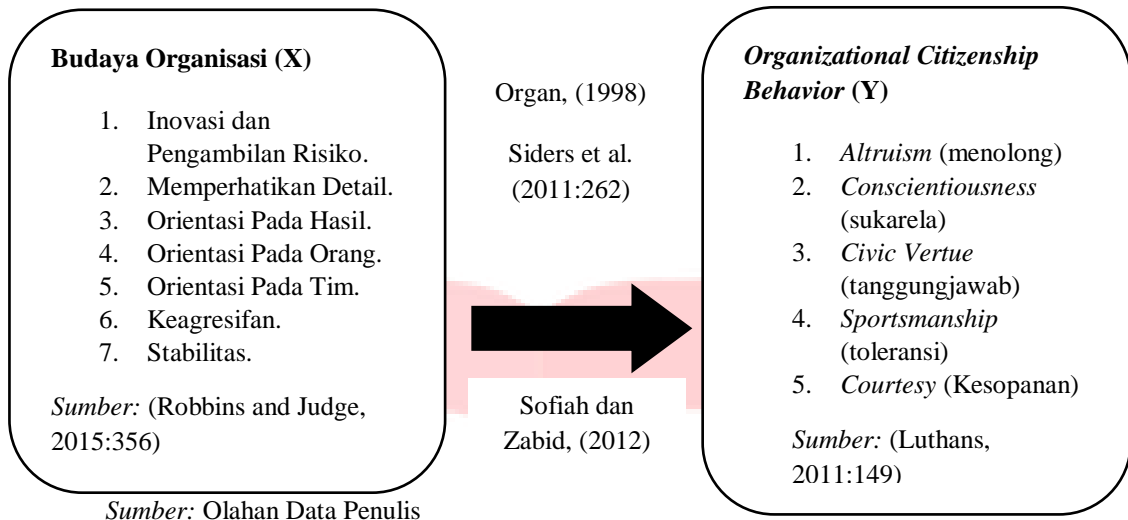 Budaya Organisasi (X)
1. Inovasi dan
Pengambilan Risiko.
2. Memperhatikan Detail.
3. Orientasi Pada Hasil.
4. Orientasi Pada Orang.
5. Orientasi Pada Tim.
6. Keagresifan.
7. Stabilitas.
Sumber: (Robbins and Judge,
2015:356)
Organ, (1998)
Siders et al.
(2011:262)
Sofiah dan
Zabid, (2012)
Organizational Citizenship
Behavior (Y)
1. Altruism (menolong)
2. Conscientiousness
(sukarela)
3. Civic Vertue
(tanggungjawab)
4. Sportsmanship
(toleransi)
5. Courtesy (Kesopanan)
Sumber: (Luthans,
2011:149)
Sumber: Olahan Data Penulis